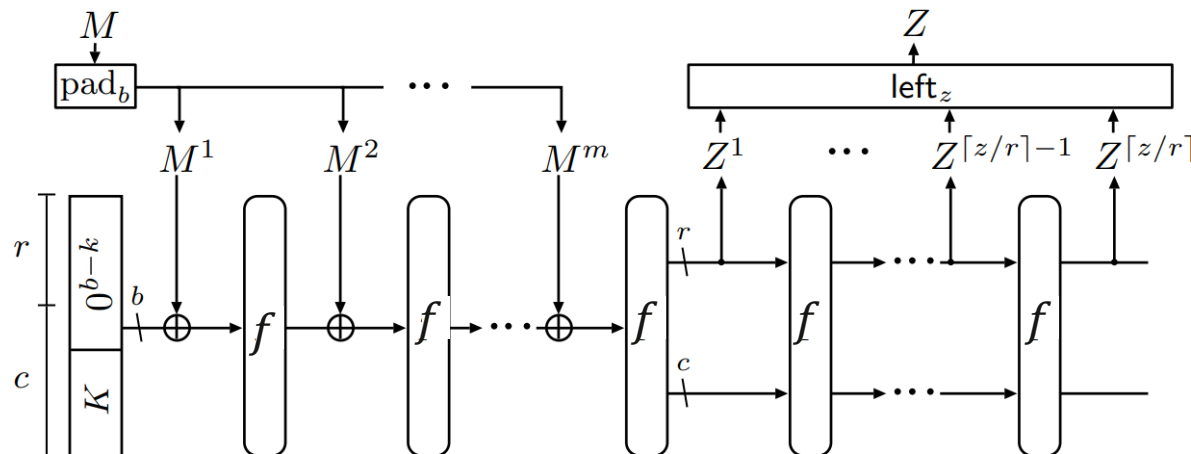 M Z
pad_b ··· left_z
M^1 M^2 M^m Z^1 ··· Z^{⌈z/r⌉−1} Z^{⌈z/r⌉}
r 0^{b−k} r ···
b f f ··· f f f
c K c ···